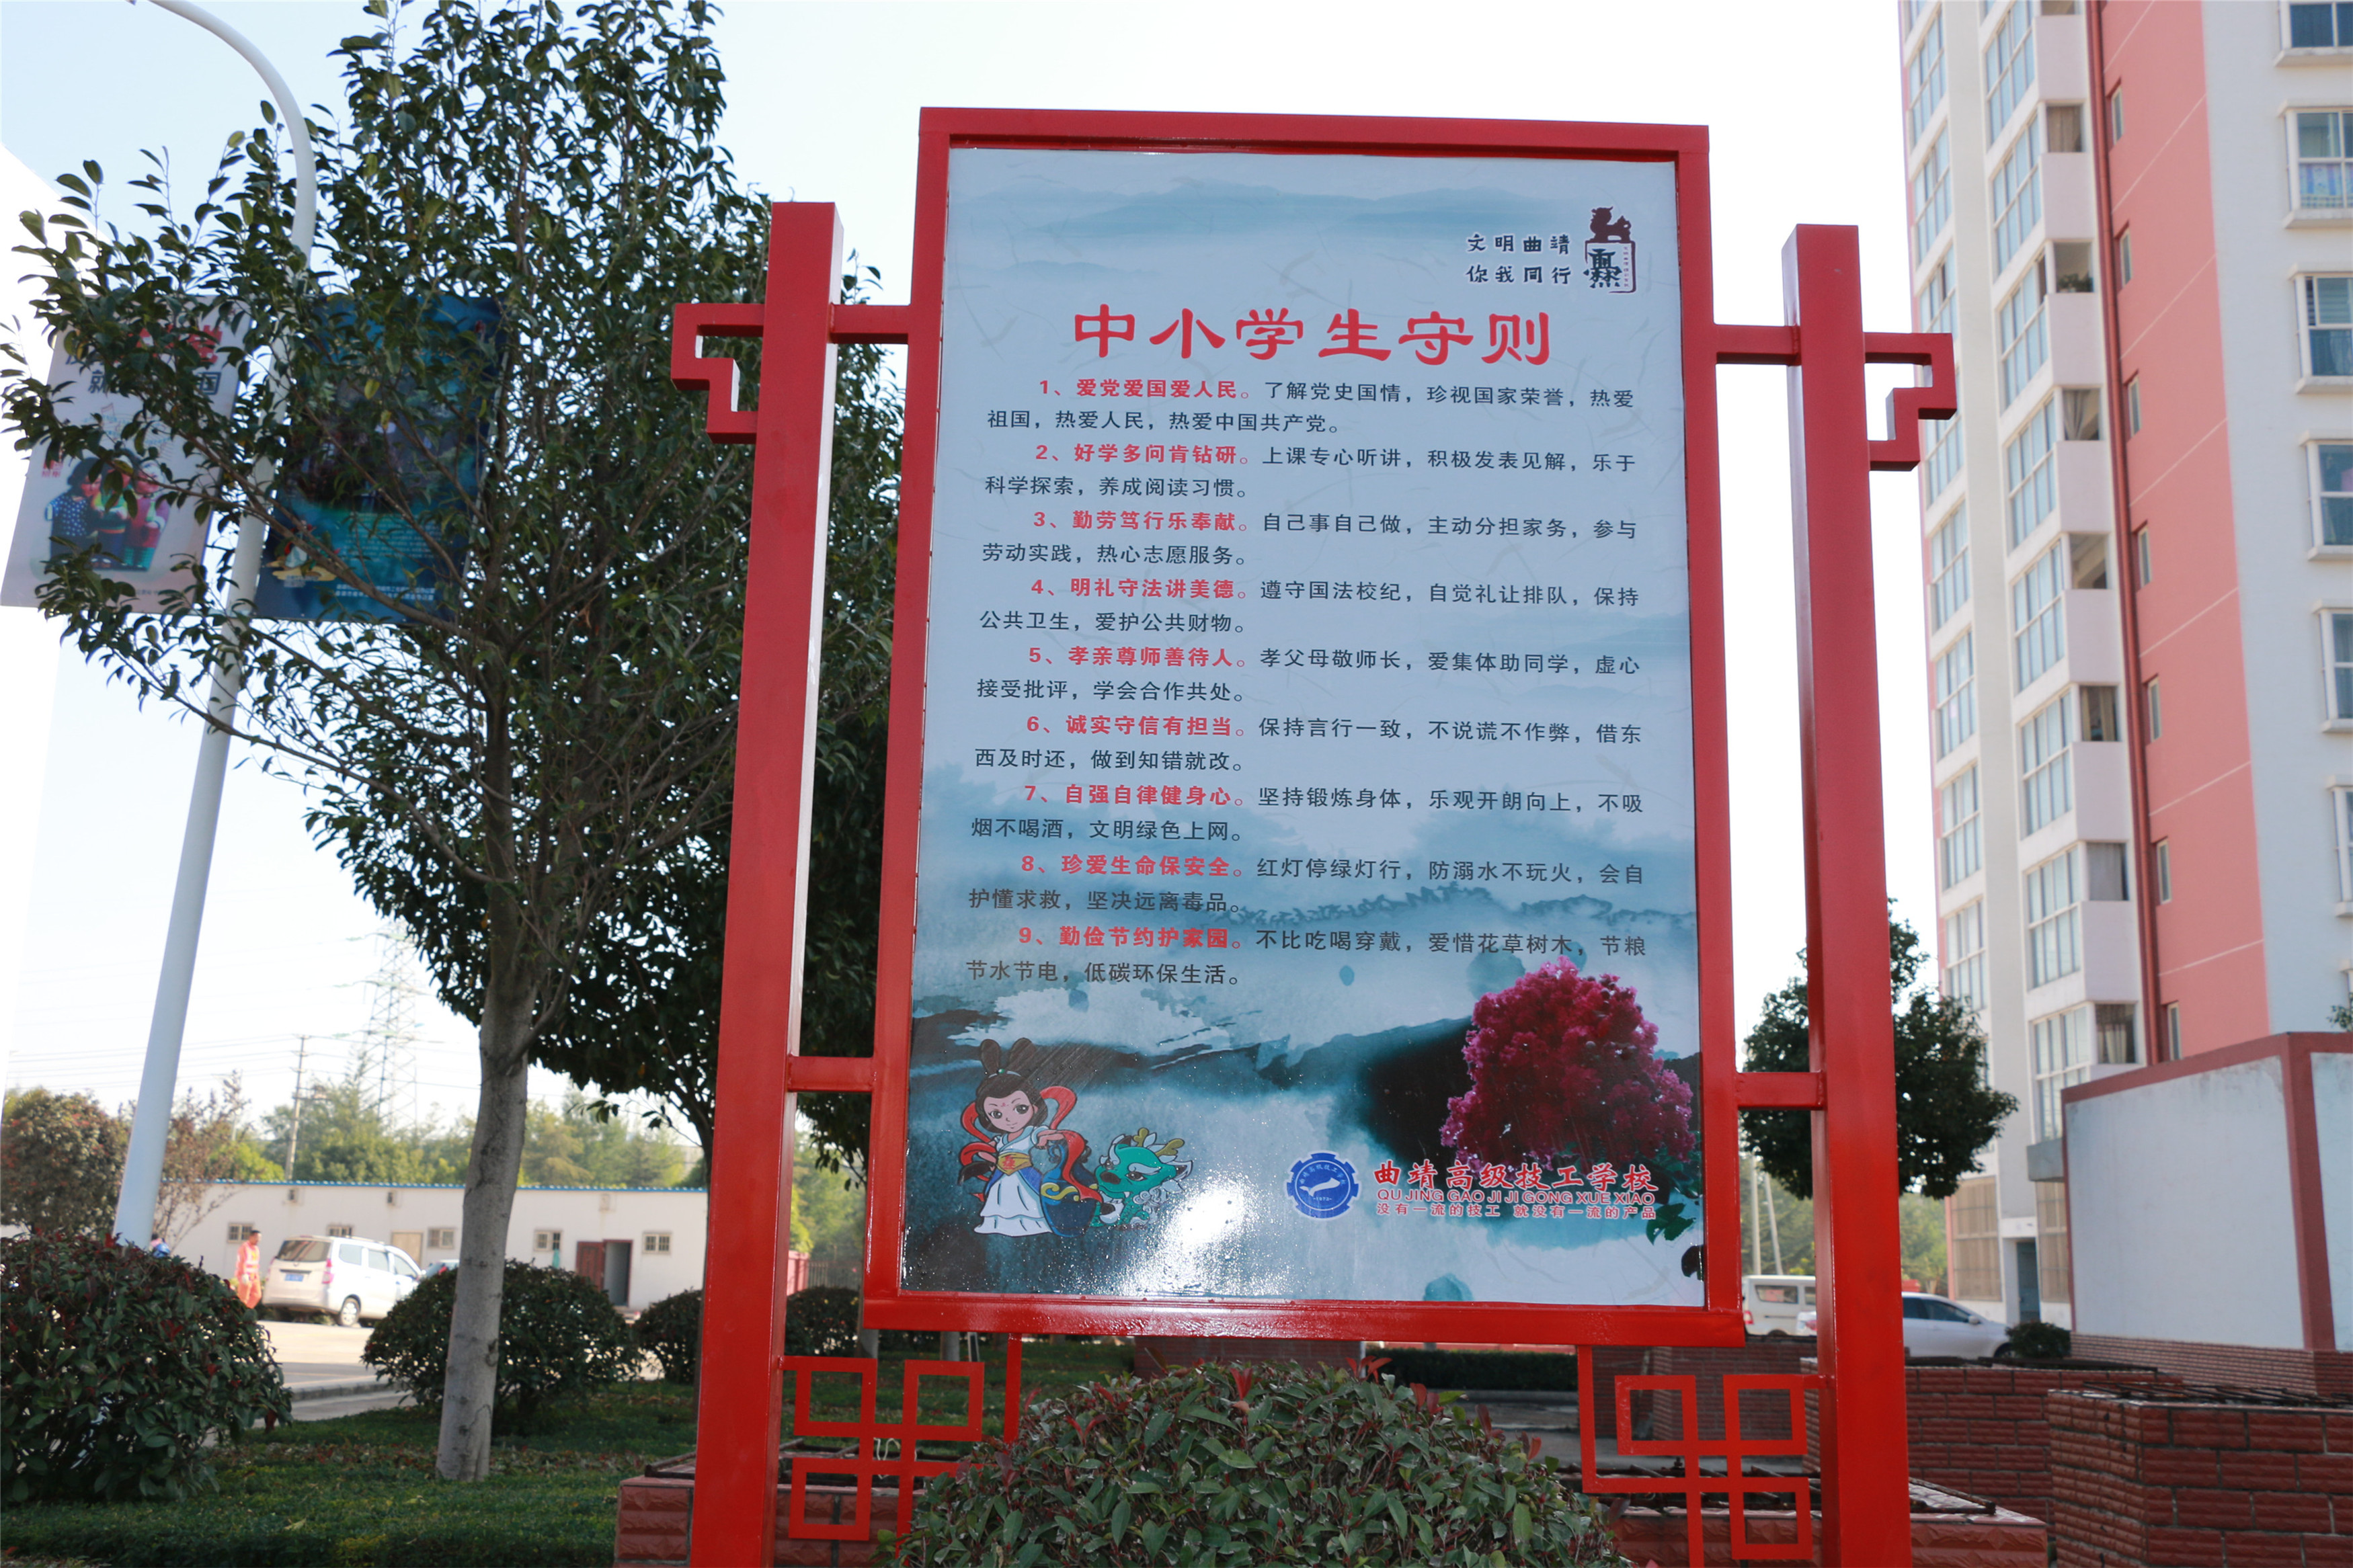 文明曲靖
你我同行
中小学生守则
1、爱党爱国爱人民。了解党史国情，珍视国家荣誉，热爱
祖国，热爱人民，热爱中国共产党。
2、好学多问肯钻研。上课专心听讲，积极发表见解，乐于
科学探索，养成阅读习惯。
3、勤劳笃行乐奉献。自己事自己做，主动分担家务，参与
劳动实践，热心志愿服务。
4、明礼守法讲美德。遵守国法校纪，自觉礼让排队，保持
公共卫生，爱护公共财物。
5、孝亲尊师善待人。孝父母敬师长，爱集体助同学，虚心
接受批评，学会合作共处。
6、诚实守信有担当。保持言行一致，不说谎不作弊，借东
西及时还，做到知错就改。
7、自强自律健身心。坚持锻炼身体，乐观开朗向上，不吸
烟不喝酒，文明绿色上网。
8、珍爱生命保安全。红灯停绿灯行，防溺水不玩火，会自
护懂求救，坚决远离毒品。
9、勤俭节约护家园。不比吃喝穿戴，爱惜花草树木，节粮
节水节电，低碳环保生活。
曲靖高级技工学校
QU JING GAO JI JI GONG XUE XIAO
没有一流的技工 就没有一流的产品